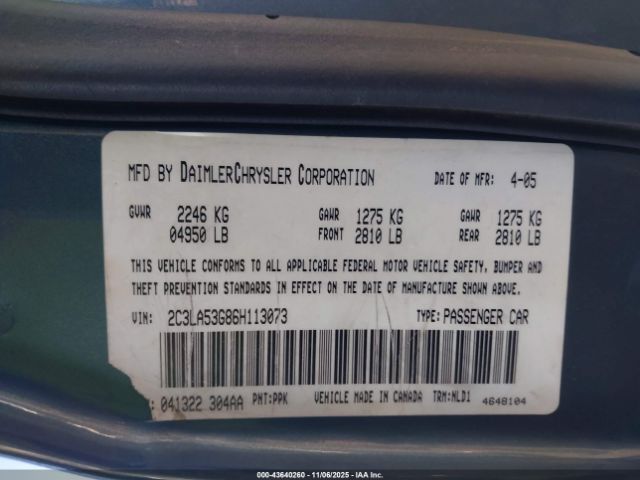 MFD BY DAIMLERCHRYSLER CORPORATION DATE OF MFR: 4-05
GVWR 2246 KG GAWR 1275 KG GAWR 1275 KG
04950 LB FRONT 2810 LB REAR 2810 LB
THIS VEHICLE CONFORMS TO ALL APPLICABLE FEDERAL MOTOR VEHICLE SAFETY, BUMPER AND
THEFT PREVENTION STANDARDS IN EFFECT ON THE DATE OF MANUFACTURE SHOWN ABOVE.
VIN: 2C3LA53G86H113073 TYPE: PASSENGER CAR
: 041322 304AA PNT: PPK VEHICLE MADE IN CANADA TRM: NLD1 4648104
000-43640260 - 11/06/2025 - IAA Inc.